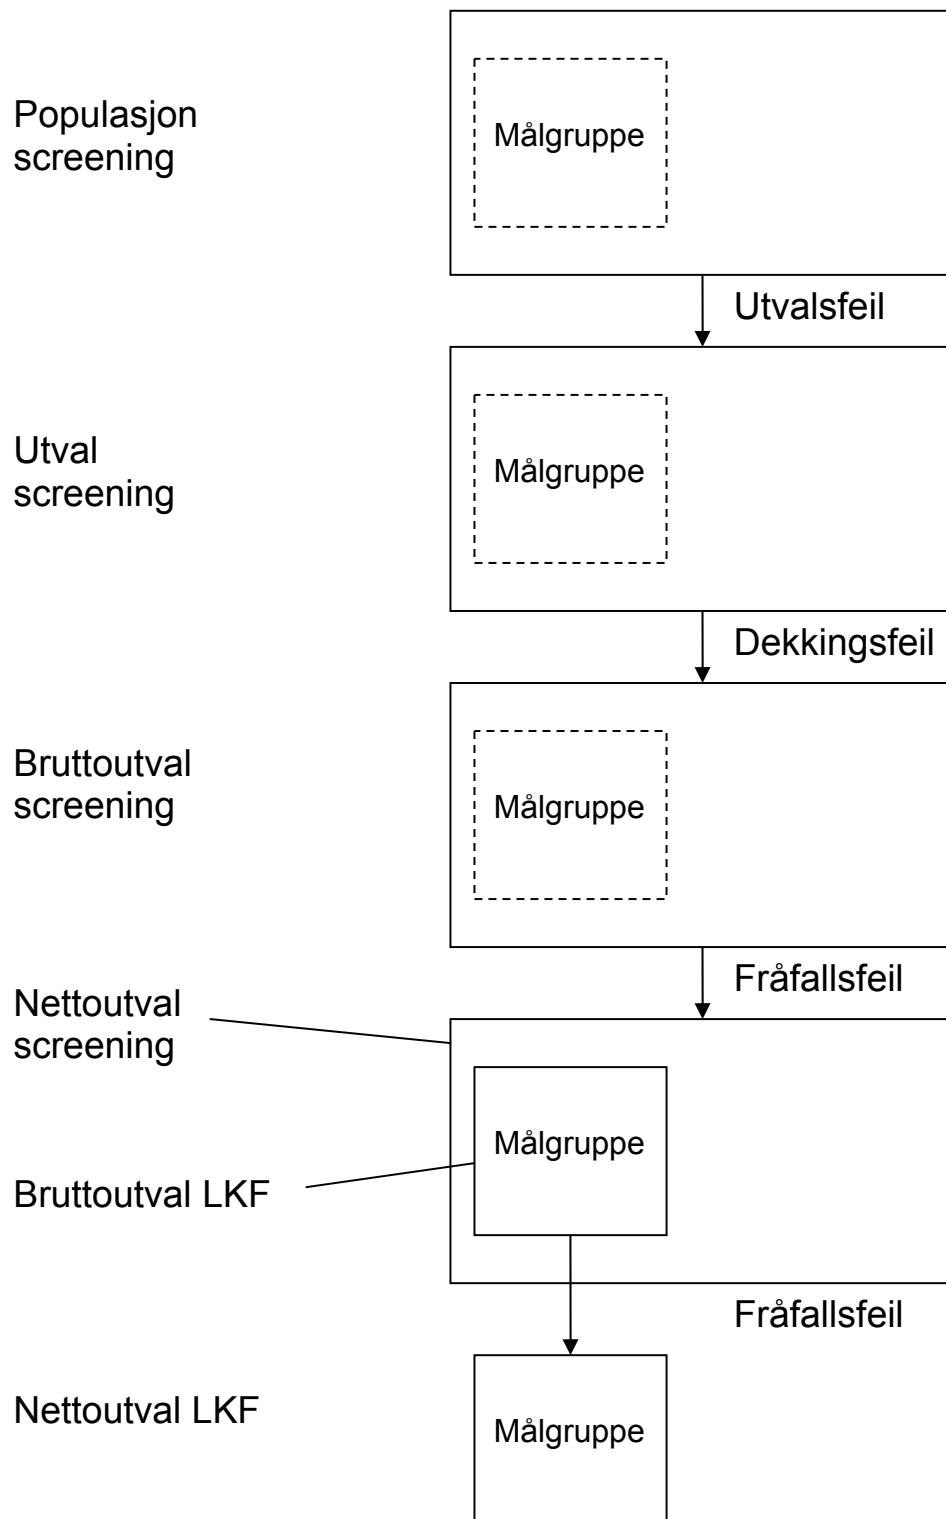 Populasjon
screening
Målgruppe
Utvalsfeil
Utval
screening
Målgruppe
Dekkingsfeil
Bruttoutval
screening
Målgruppe
Fråfallsfeil
Nettoutval
screening
Målgruppe
Bruttoutval LKF
Fråfallsfeil
Nettoutval LKF
Målgruppe